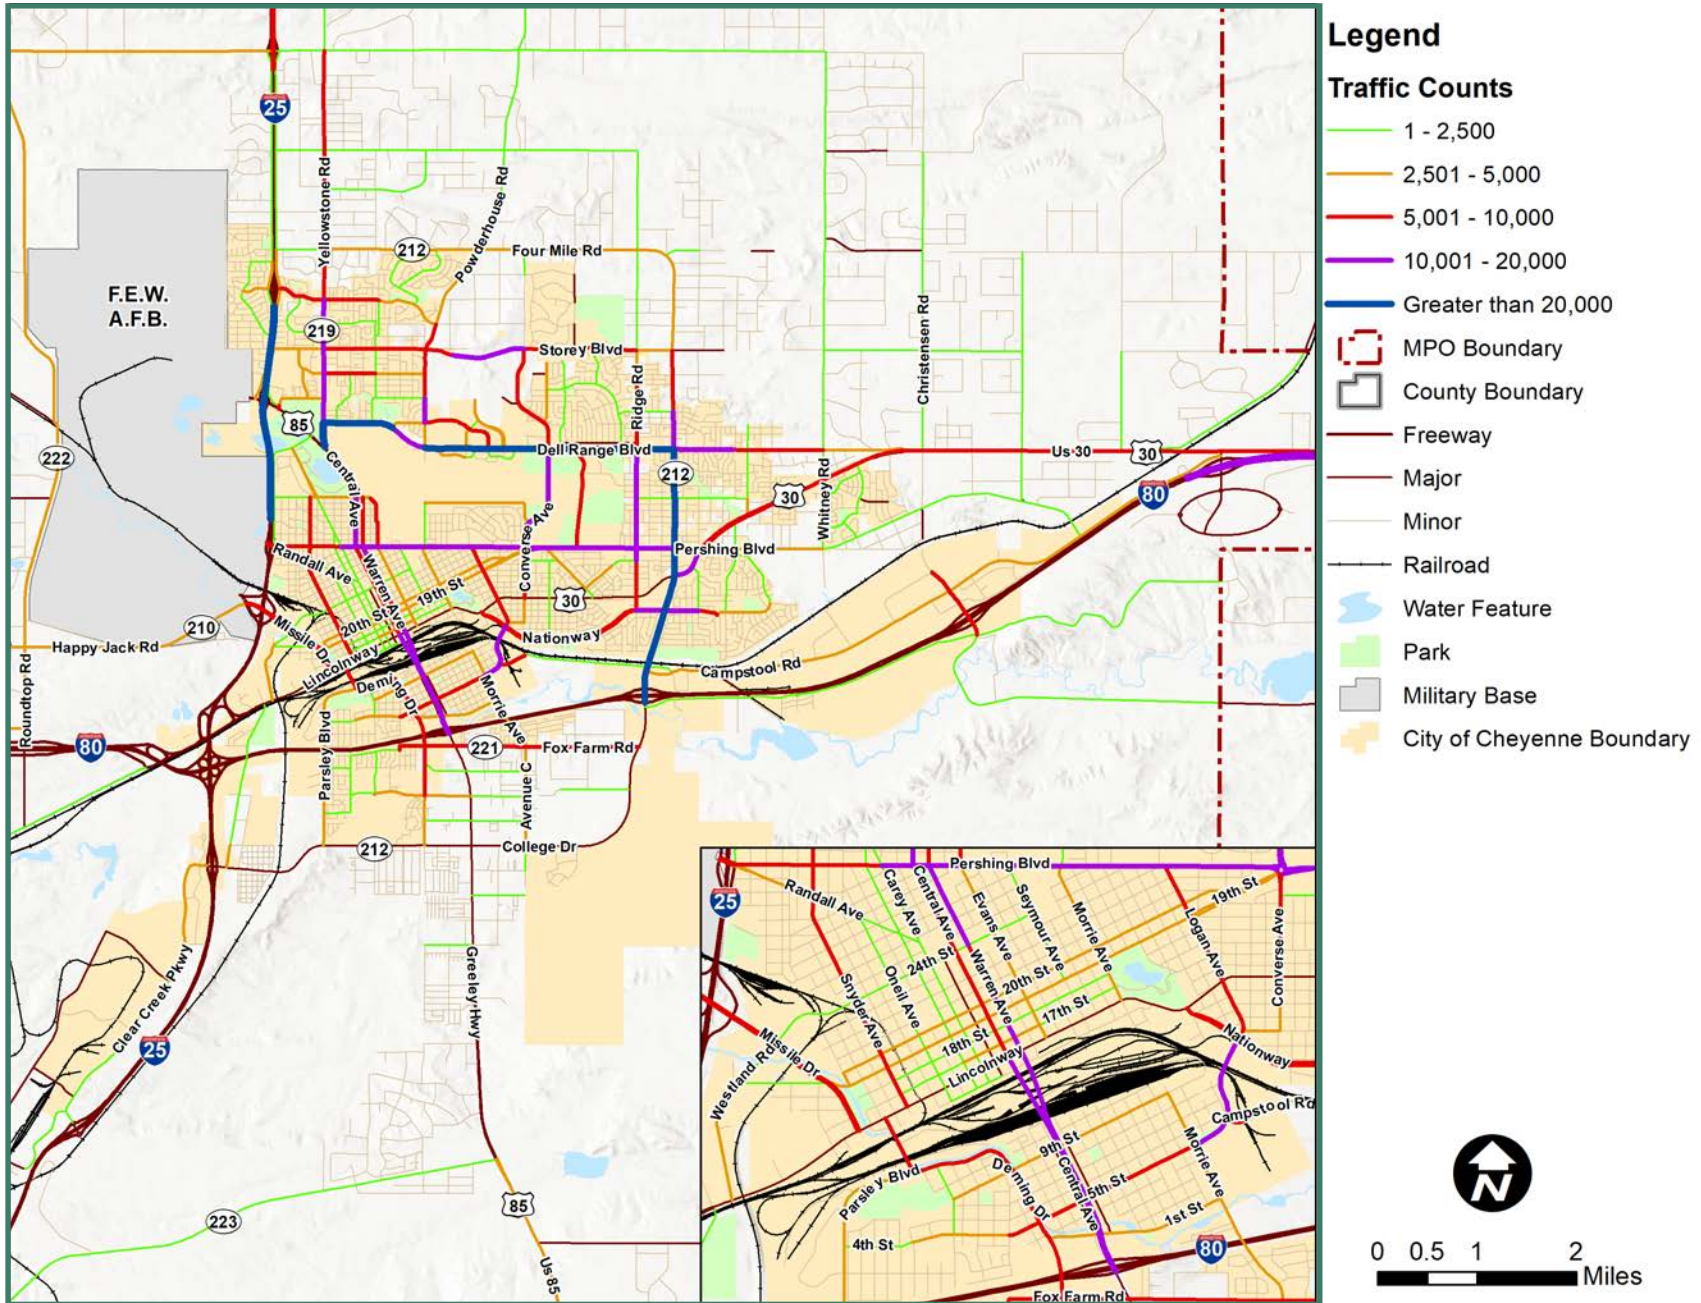 Legend
Traffic Counts
1 - 2,500
2,501 - 5,000
5,001 - 10,000
10,001 - 20,000
Greater than 20,000
MPO Boundary
County Boundary
Freeway
Major
Minor
Railroad
Water Feature
Park
Military Base
City of Cheyenne Boundary
N
0 0.5 1 2
Miles
25
Yellowstone Rd
Powderhouse Rd
212
Four Mile Rd
F.E.W.
A.F.B.
219
Storey Blvd
Christensen Rd
Ridge Rd
85
222
Central Ave
Dell Range Blvd
Us 30
30
212
30
80
Whitney Rd
Converse Ave
Pershing Blvd
Randall Ave
Warren Ave
19th St
30
20th St
210
Missile Dr
Happy Jack Rd
Nationway
Lincolnway
Campstool Rd
Deming Dr
Morrie Ave
Roundtop Rd
80
Parsley Blvd
221
Fox Farm Rd
Avenue C
212
College Dr
Greeley Hwy
Clear Creek Pkwy
25
223
85
Us 85
Pershing Blvd
25
Randall Ave
Carey Ave
Central Ave
Evans Ave
Seymour Ave
Morrie Ave
19th St
Logan Ave
Converse Ave
24th St
20th St
Oneil Ave
Warren Ave
Snyder Ave
17th St
18th St
Missile Dr
Westland Rd
Lincolnway
Nationway
Campstool Rd
9th St
Morrie Ave
Parsley Blvd
Deming Dr
Central Ave
5th St
1st St
4th St
80
Fox Farm Rd